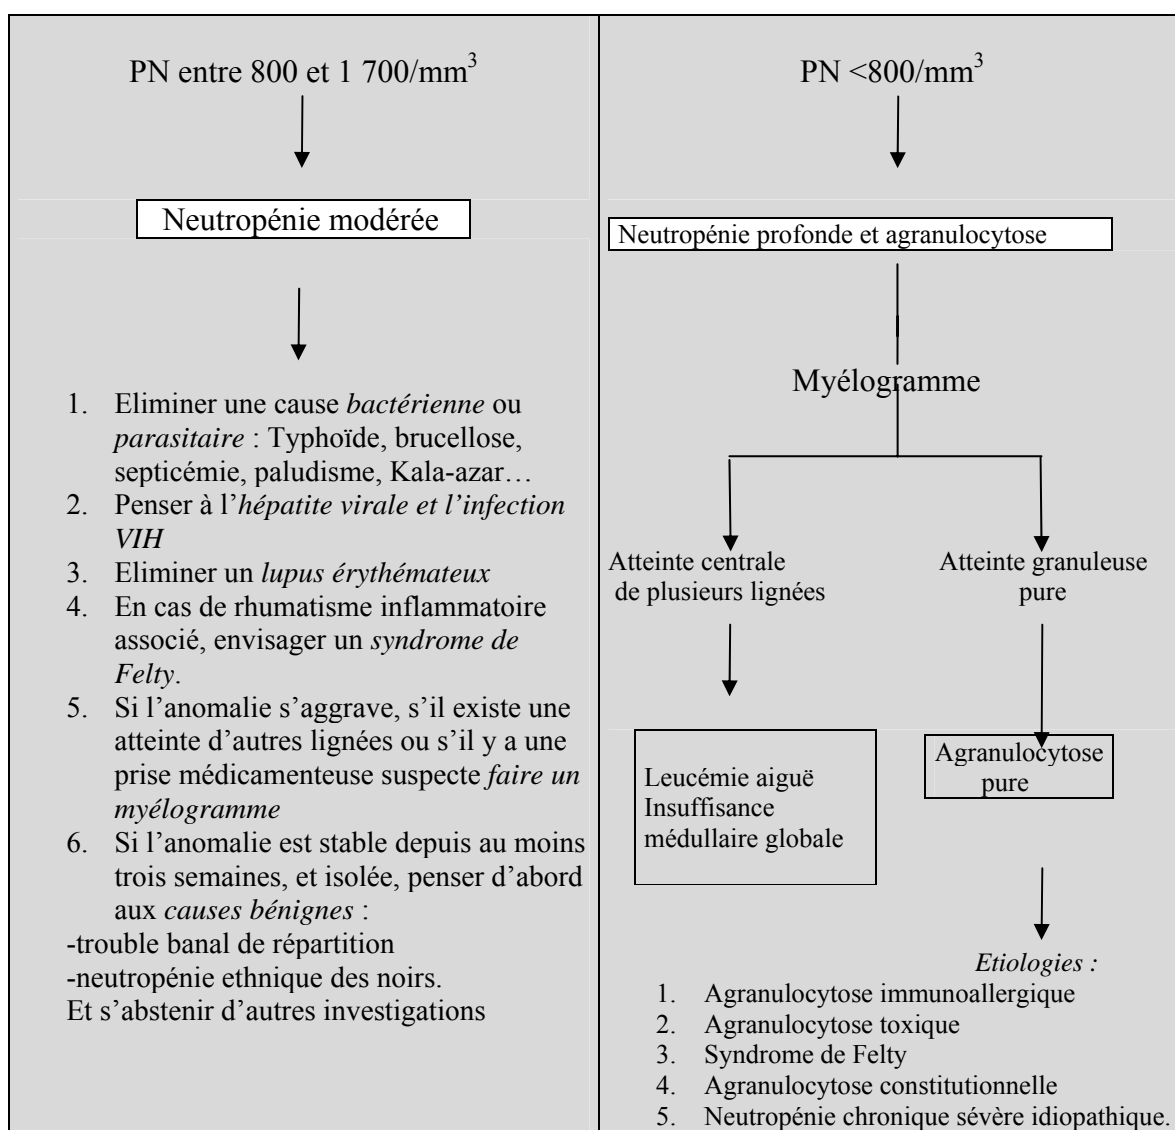 PN entre 800 et 1 700/mm³
Neutropénie modérée
1. Eliminer une cause bactérienne ou
parasitaire : Typhoïde, brucellose,
septicémie, paludisme, Kala-azar…
2. Penser à l’hépatite virale et l’infection
VIH
3. Eliminer un lupus érythémateux
4. En cas de rhumatisme inflammatoire
associé, envisager un syndrome de
Felty.
5. Si l’anomalie s’aggrave, s’il existe une
atteinte d’autres lignées ou s’il y a une
prise médicamenteuse suspecte faire un
myélogramme
6. Si l’anomalie est stable depuis au moins
trois semaines, et isolée, penser d’abord
aux causes bénignes :
-trouble banal de répartition
-neutropénie ethnique des noirs.
Et s’abstenir d’autres investigations
PN <800/mm³
Neutropénie profonde et agranulocytose
Myélogramme
Atteinte centrale
de plusieurs lignées
Atteinte granuleuse
pure
Leucémie aiguë
Insuffisance
médullaire globale
Agranulocytose
pure
Etiologies :
1. Agranulocytose immunoallergique
2. Agranulocytose toxique
3. Syndrome de Felty
4. Agranulocytose constitutionnelle
5. Neutropénie chronique sévère idiopathique.